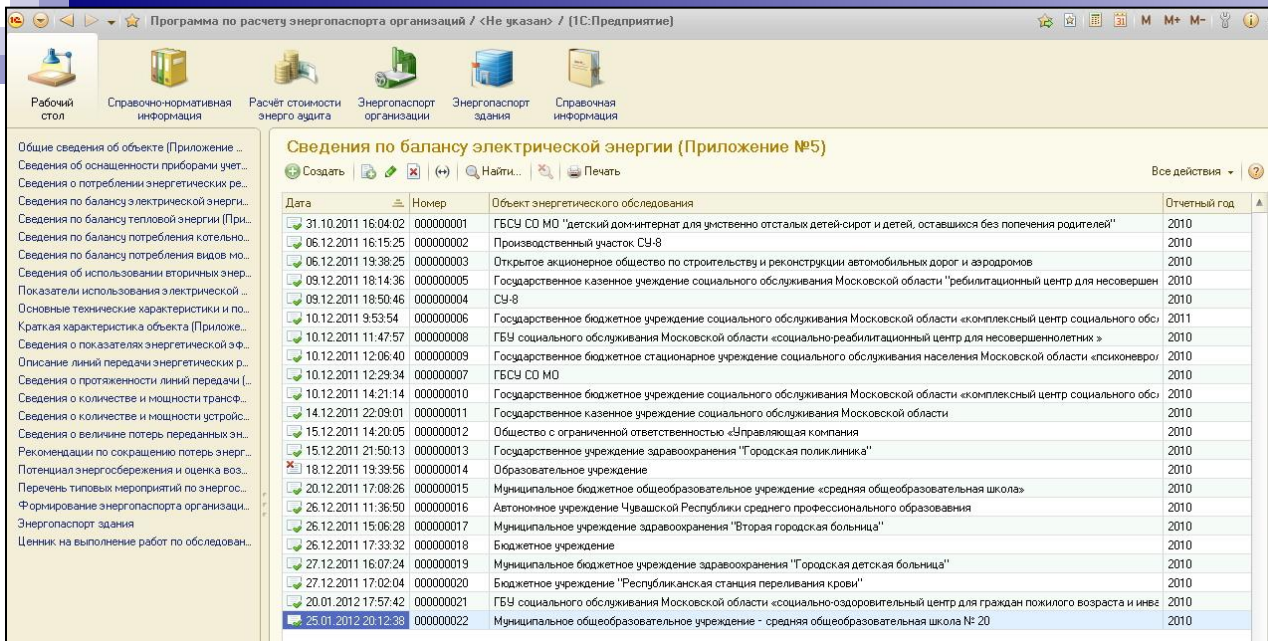 Программа по расчету энергопаспорта организаций / <Не указан> / (1С:Предприятие)
M M+ M-
Рабочий стол
Справочно-нормативная информация
Расчёт стоимости энерго аудита
Энергопаспорт организации
Энергопаспорт здания
Справочная информация
Общие сведения об объекте (Приложение ...
Сведения об оснащенности приборами учет...
Сведения о потреблении энергетических ре...
Сведения по балансу электрической энерги...
Сведения по балансу тепловой энергии (При...
Сведения по балансу потребления котельно...
Сведения по балансу потребления видов мо...
Сведения об использовании вторичных энер...
Показатели использования электрической ...
Основные технические характеристики и по...
Краткая характеристика объекта (Приложе...
Сведения о показателях энергетической эф...
Описание линий передачи энергетических р...
Сведения о протяженности линий передачи (...
Сведения о количестве и мощности трансф...
Сведения о количестве и мощности устройс...
Сведения о величине потерь переданных эн...
Рекомендации по сокращению потерь энерг...
Потенциал энергосбережения и оценка воз...
Перечень типовых мероприятий по энергос...
Формирование энергопаспорта организаци...
Энергопаспорт здания
Ценник на выполнение работ по обследован...
Сведения по балансу электрической энергии (Приложение №5)
Создать Найти... Печать Все действия
Дата Номер Объект энергетического обследования Отчетный год
31.10.2011 16:04:02 000000001 ГБСУ СО МО "детский дом-интернат для умственно отсталых детей-сирот и детей, оставшихся без попечения родителей" 2010
06.12.2011 16:15:25 000000002 Производственный участок СУ-8 2010
06.12.2011 19:38:25 000000003 Открытое акционерное общество по строительству и реконструкции автомобильных дорог и аэродромов 2010
09.12.2011 18:14:36 000000005 Государственное казенное учеждение социального обслуживания Московской области "ребилитационный центр для несовершен 2010
09.12.2011 18:50:46 000000004 СУ-8 2010
10.12.2011 9:53:54 000000006 Государственное бюджетное учреждение социального обслуживания Московской области «комплексный центр социального обс 2011
10.12.2011 11:47:57 000000008 ГБУ социального обслуживания Московской области «социально-реабилитационный центр для несовершеннолетних » 2010
10.12.2011 12:06:40 000000009 Государственное бюджетное стационарное учреждение социального обслуживания населения Московской области «психоневрол 2010
10.12.2011 12:29:34 000000007 ГБСУ СО МО 2010
10.12.2011 14:21:14 000000010 Государственное бюджетное учреждение социального обслуживания Московской области «комплексный центр социального обс 2010
14.12.2011 22:09:01 000000011 Государственное казенное учреждение социального обслуживания Московской области 2010
15.12.2011 14:20:05 000000012 Общество с ограниченной ответственностью «Управляющая компания 2010
15.12.2011 21:50:13 000000013 Государственное учреждение здравоохранения "Городская поликлиника" 2010
18.12.2011 19:39:56 000000014 Образовательное учреждение 2010
20.12.2011 17:08:26 000000015 Муниципальное бюджетное общеобразовательное учреждение «средняя общеобразовательная школа» 2010
26.12.2011 11:36:50 000000016 Автономное учреждение Чувашской Республики среднего профессионального образовавния 2010
26.12.2011 15:06:28 000000017 Муниципальное учреждение здравоохранения "Вторая городская больница" 2010
26.12.2011 17:33:32 000000018 Бюджетное учреждение 2010
27.12.2011 16:07:24 000000019 Муниципальное бюджетное учреждение здравоохранения "Городская детская больница" 2010
27.12.2011 17:02:04 000000020 Бюджетное учреждение "Республиканская станция переливания крови" 2010
20.01.2012 17:57:42 000000021 ГБУ социального обслуживания Московской области «социально-оздоровительный центр для граждан пожилого возраста и инва 2010
25.01.2012 20:12:38 000000022 Муниципальное общеобразовательное учреждение - средняя общеобразовательная школа № 20 2010